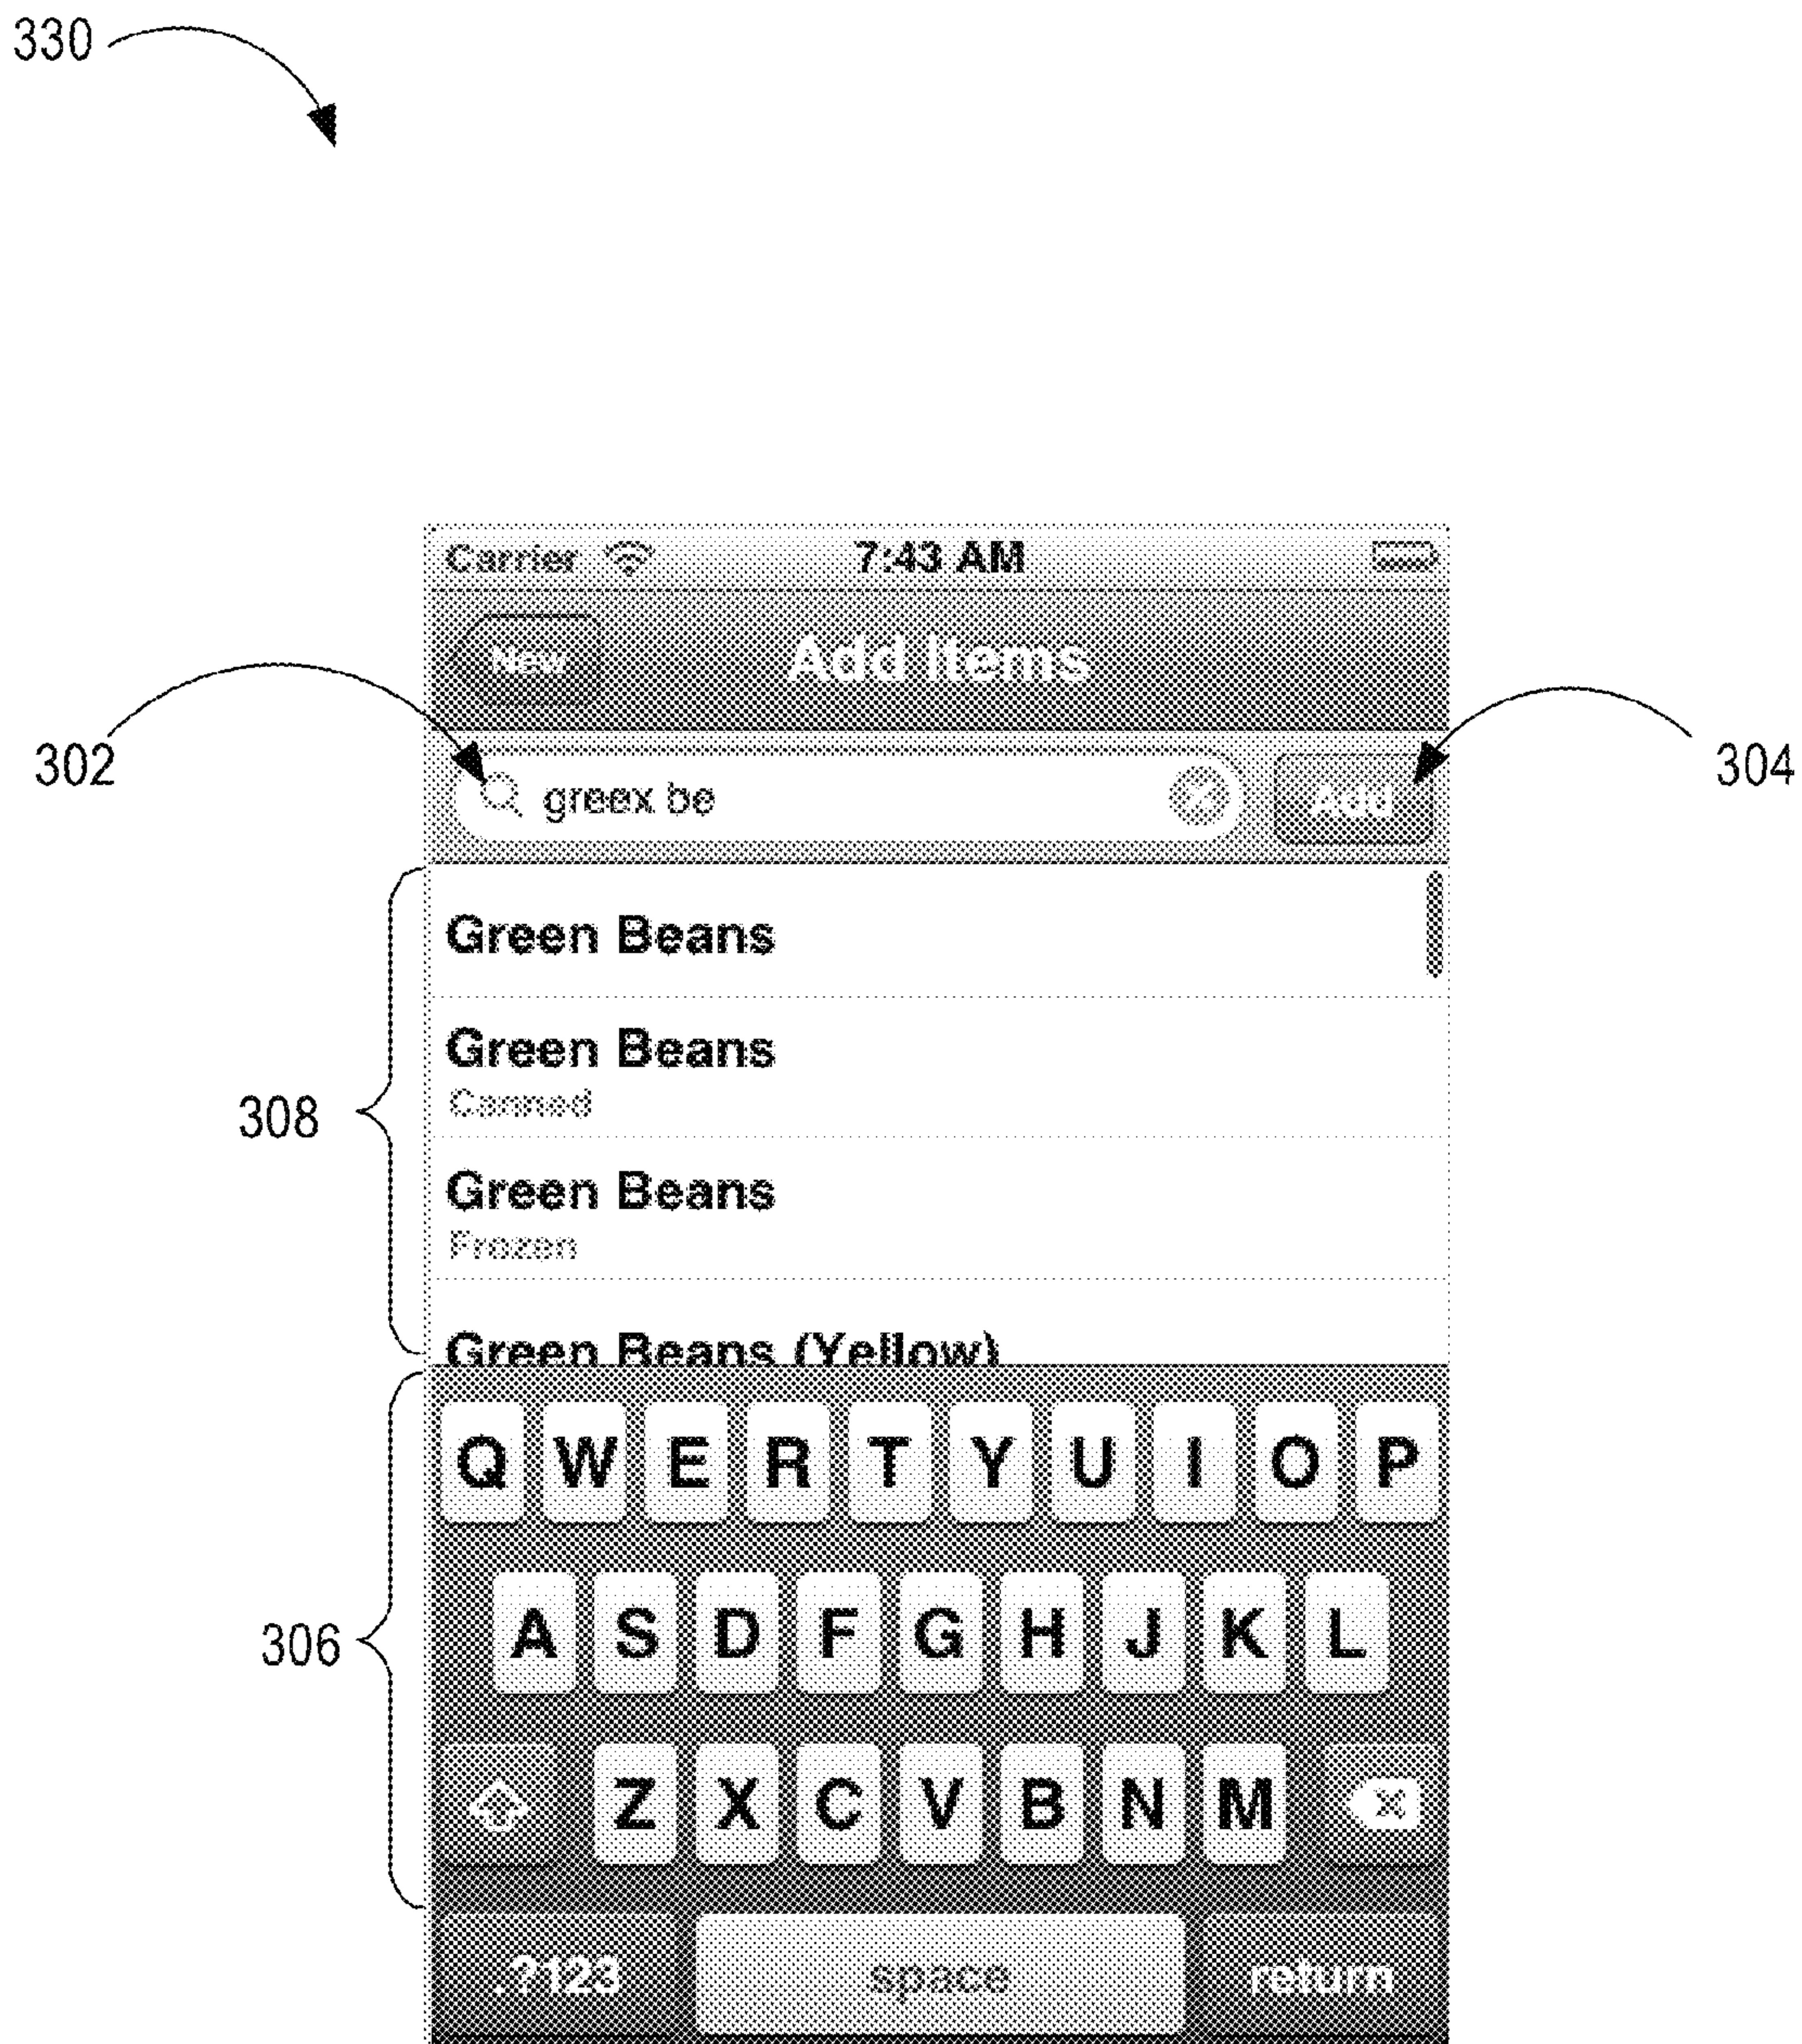 330
Carrier 7:43 AM
New Add Items
302 greex be Add 304
Green Beans
Green Beans
308 Canned
Green Beans
Frozen
Green Beans (Yellow)
Q W E R T Y U I O P
306 A S D F G H J K L
Z X C V B N M
.?123 space return